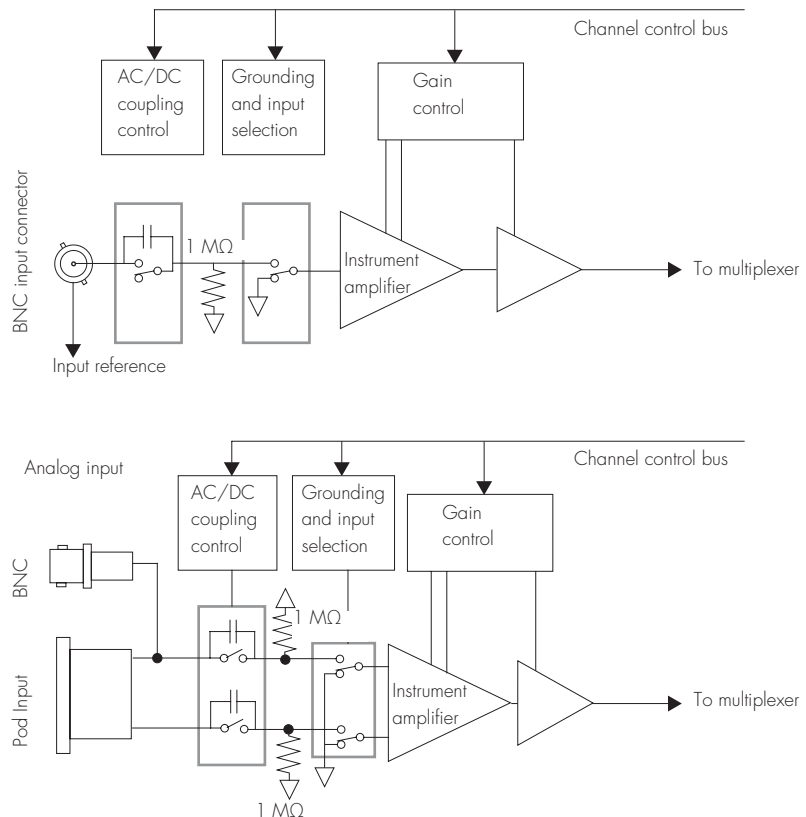 Channel control bus
AC/DC
coupling
control
Grounding
and input
selection
Gain
control
BNC input connector
1 MΩ
Instrument
amplifier
To multiplexer
Input reference
Channel control bus
Analog input
AC/DC
coupling
control
Grounding
and input
selection
Gain
control
BNC
1 MΩ
Pod Input
Instrument
amplifier
To multiplexer
1 MΩ